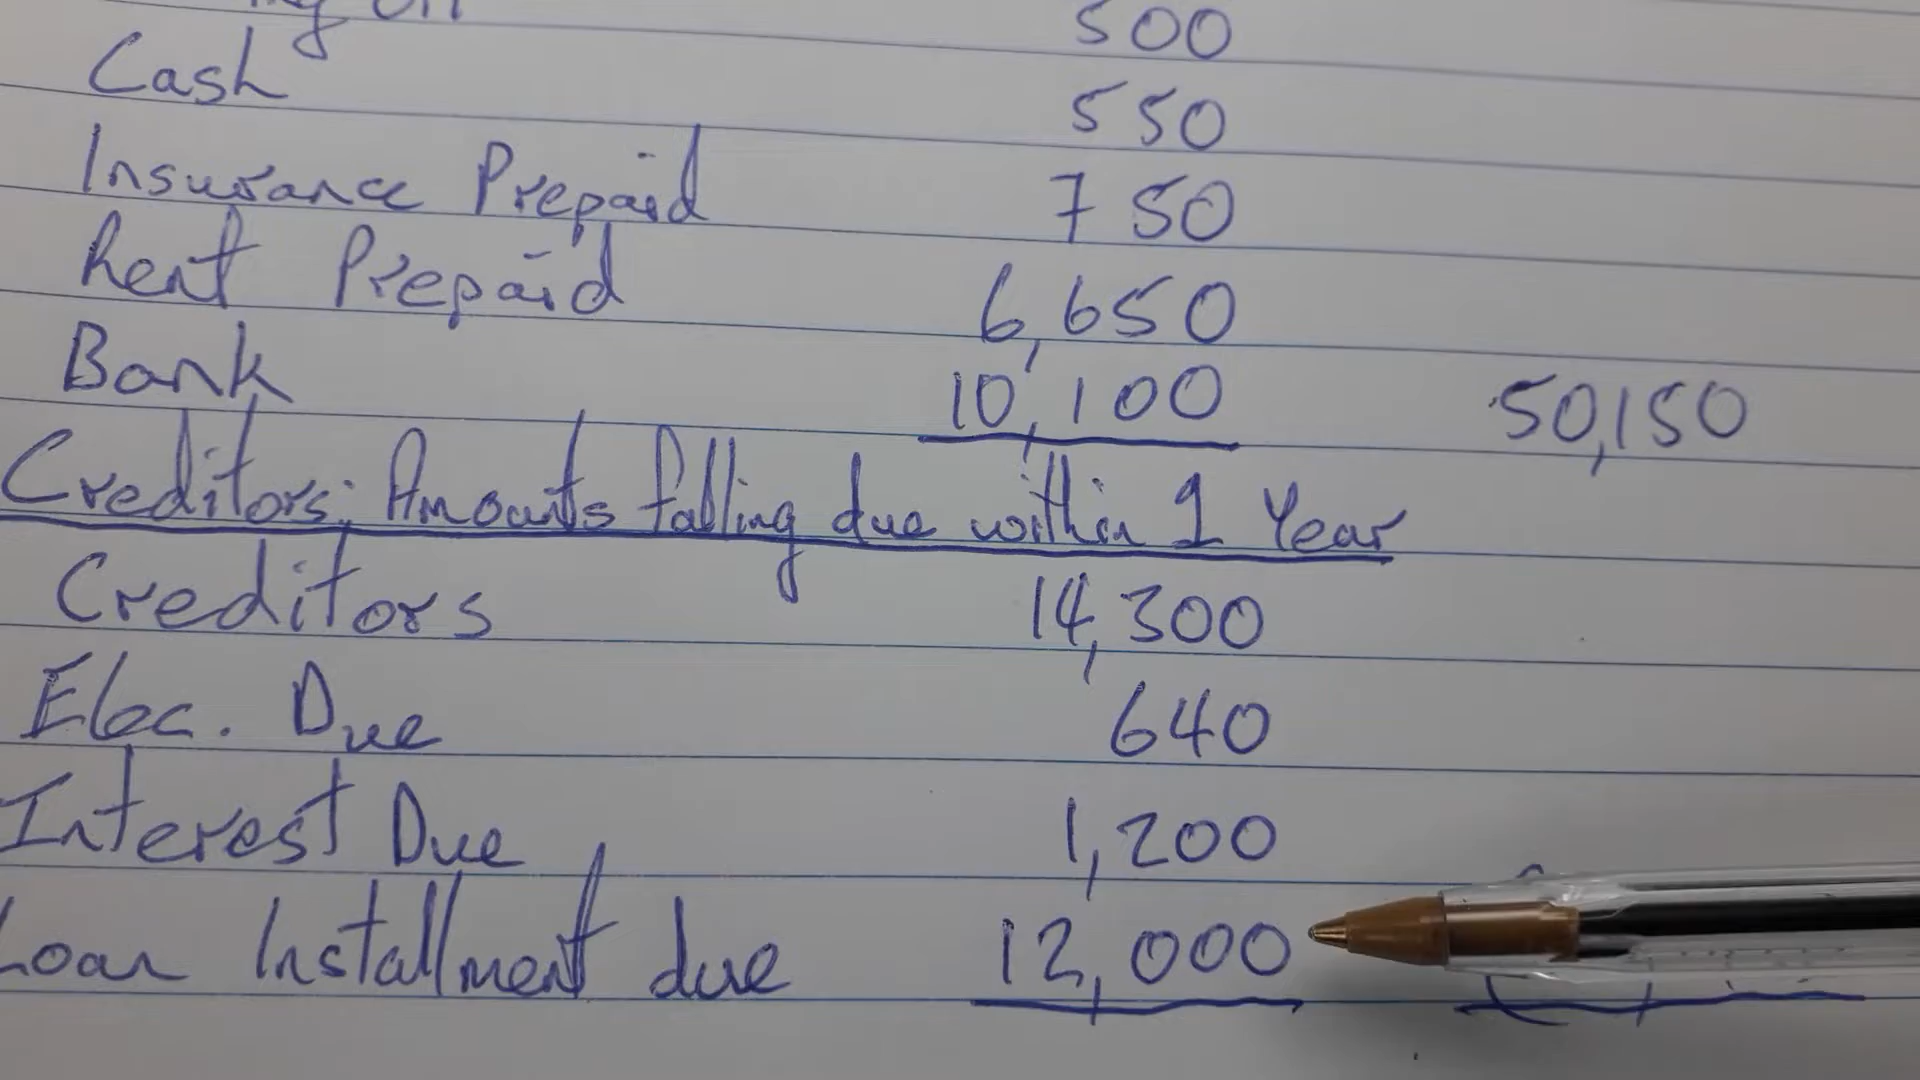 500
Cash 550
Insurance Prepaid 750
Rent Prepaid 6,650
Bank 10,100 50,150
Creditors: Amounts falling due within 1 Year
Creditors 14,300
Elec. Due 640
Interest Due 1,200
Loan Installment due 12,000